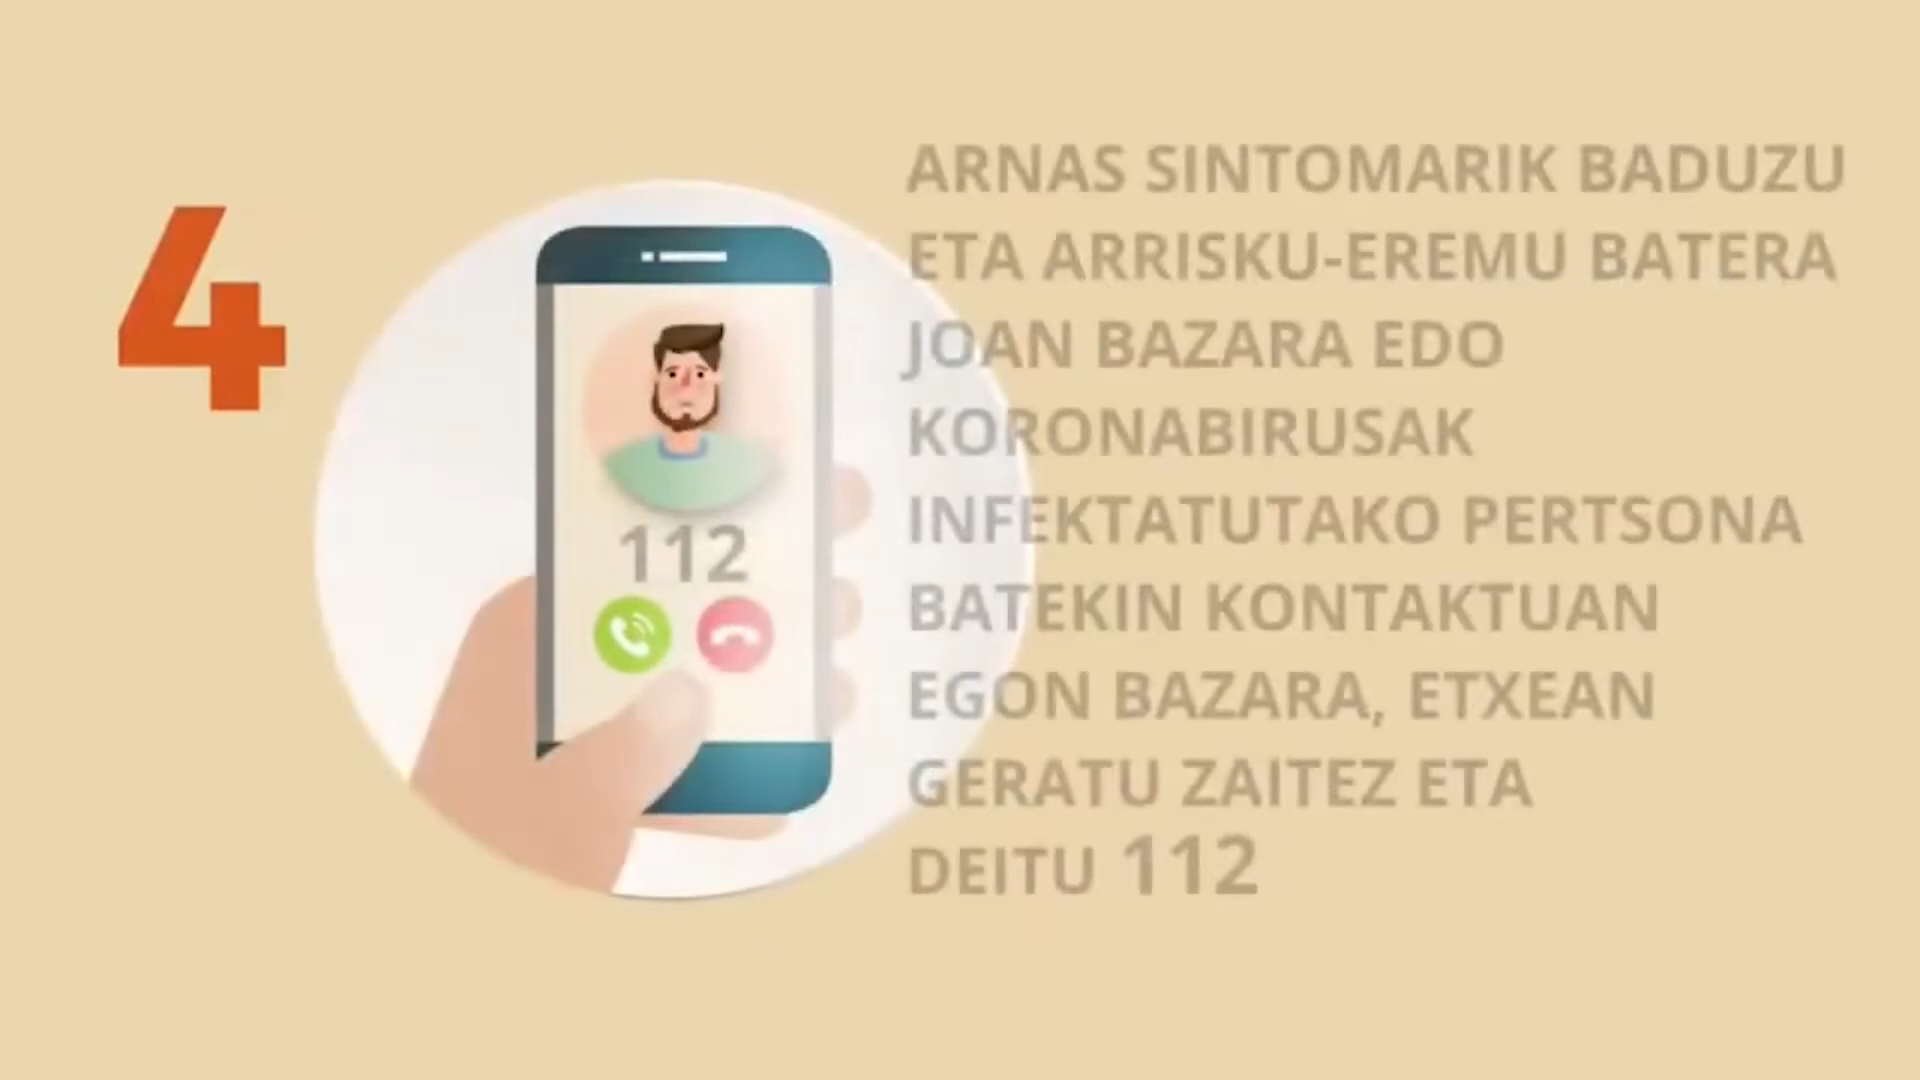 4
112
ARNAS SINTOMARIK BADUZU
ETA ARRISKU-EREMU BATERA
JOAN BAZARA EDO
KORONABIRUSAK
INFEKTATUTAKO PERTSONA
BATEKIN KONTAKTUAN
EGON BAZARA, ETXEAN
GERATU ZAITEZ ETA
DEITU 112